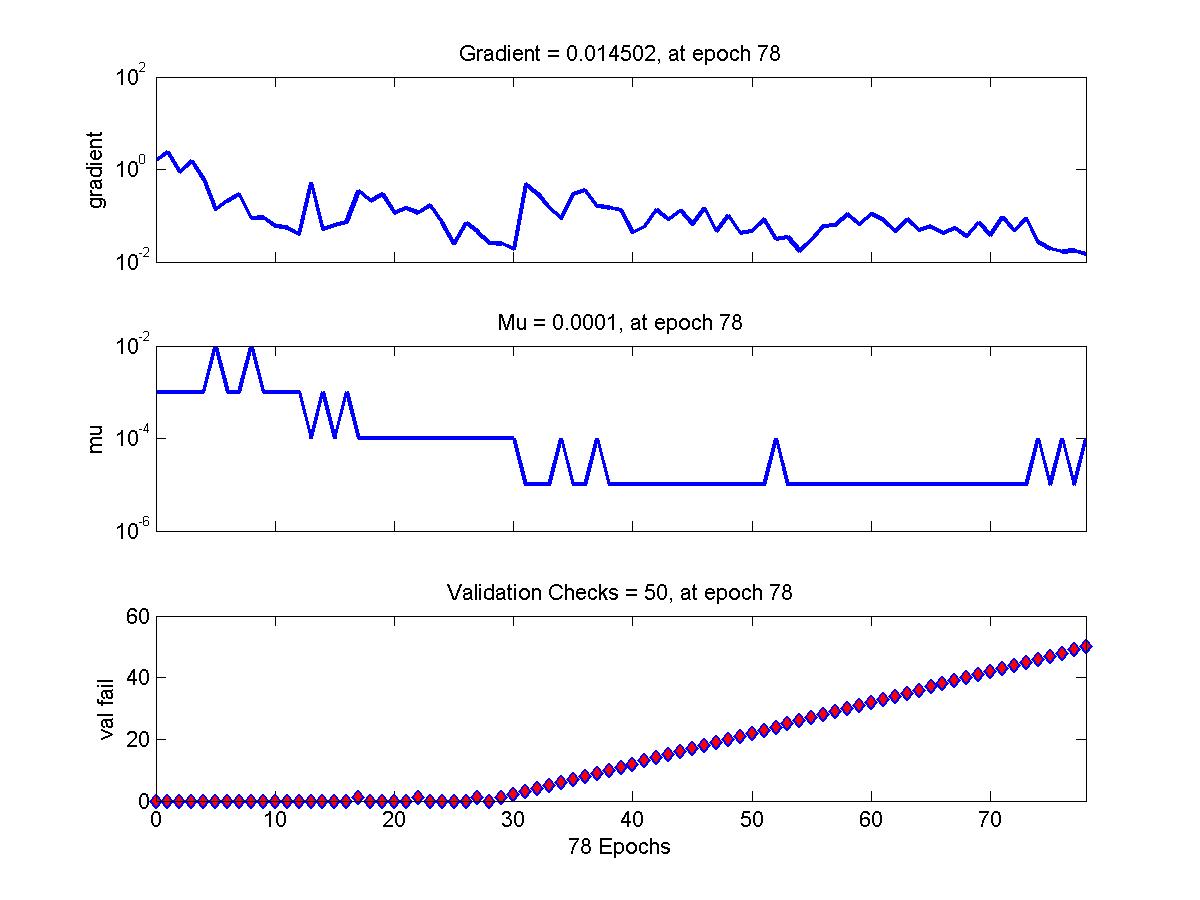 Gradient = 0.014502, at epoch 78
10^2
10^0
10^-2
gradient
Mu = 0.0001, at epoch 78
10^-2
10^-4
10^-6
mu
Validation Checks = 50, at epoch 78
60
40
20
0
val fail
0 10 20 30 40 50 60 70
78 Epochs